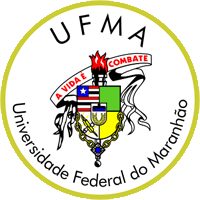 UFMA
A VIDA É COMBATE
Universidade Federal do Maranhão